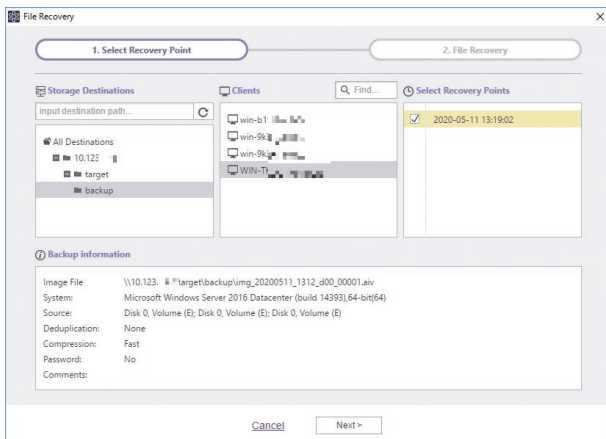 File Recovery
1. Select Recovery Point
2. File Recovery
Storage Destinations
input destination path...
All Destinations
10.123
target
backup
Clients
Find...
win-b1
win-9k
win-9k
WIN-T
Select Recovery Points
2020-05-11 13:19:02
Backup information
Image File \\10.123. target\backup\img_20200511_1312_d00_00001.aiv
System: Microsoft Windows Server 2016 Datacenter (build 14393),64-bit(64)
Source: Disk 0, Volume (E); Disk 0, Volume (E); Disk 0, Volume (E)
Deduplication: None
Compression: Fast
Password: No
Comments:
Cancel
Next >